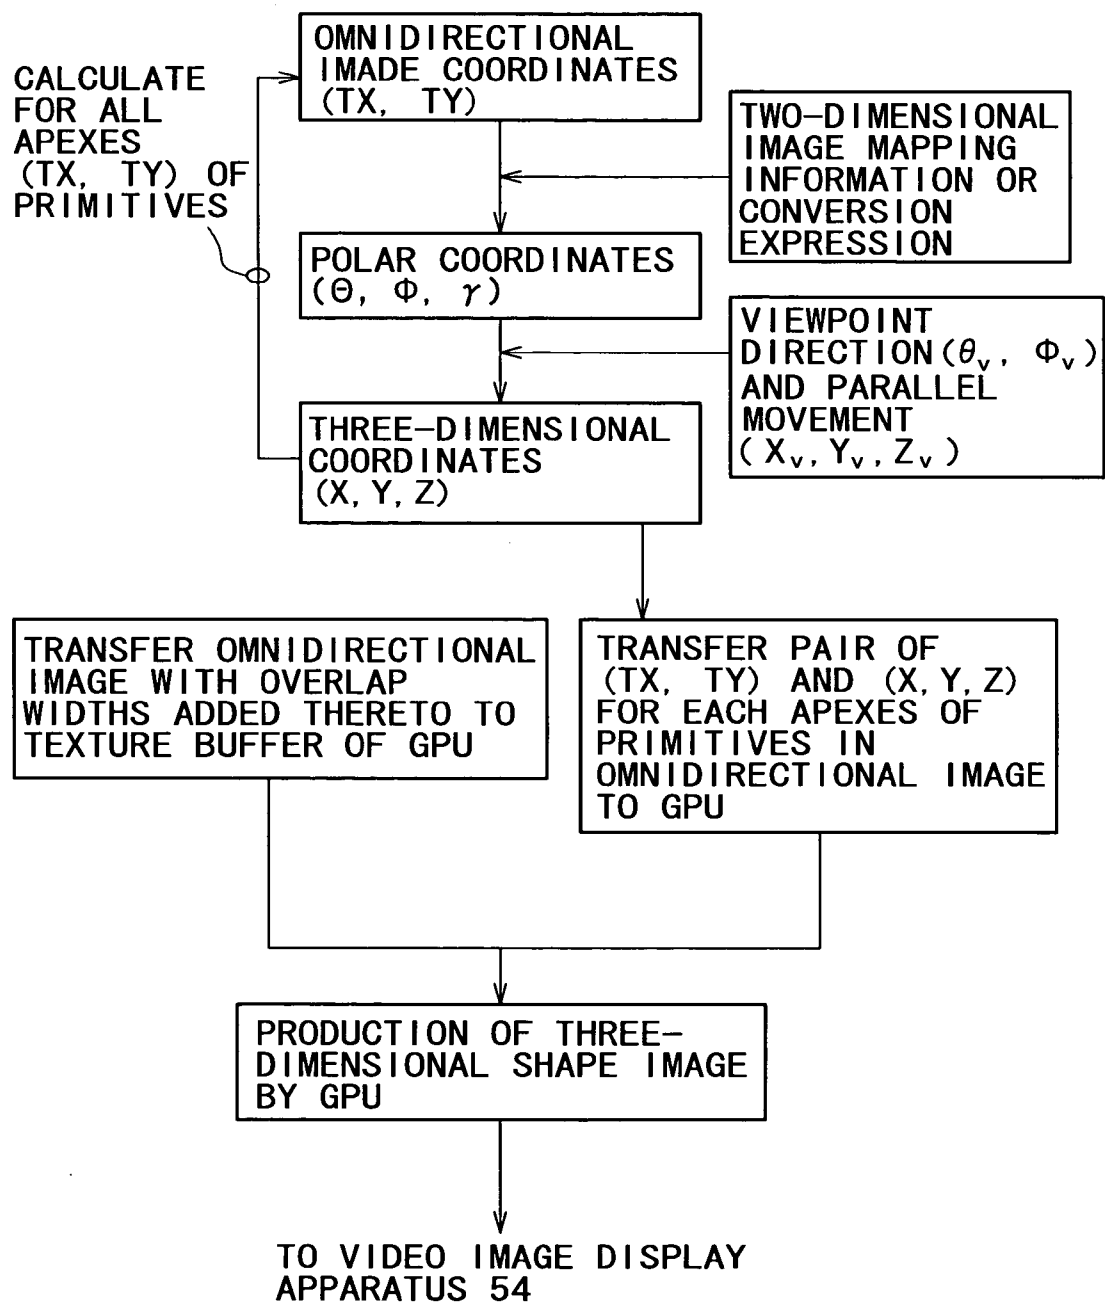 OMNIDIRECTIONAL
IMADE COORDINATES
(TX, TY)
CALCULATE
FOR ALL
APEXES
(TX, TY) OF
PRIMITIVES
TWO-DIMENSIONAL
IMAGE MAPPING
INFORMATION OR
CONVERSION
EXPRESSION
POLAR COORDINATES
(Θ, Φ, γ)
VIEWPOINT
DIRECTION(θv, Φv)
AND PARALLEL
MOVEMENT
(Xv, Yv, Zv)
THREE-DIMENSIONAL
COORDINATES
(X, Y, Z)
TRANSFER OMNIDIRECTIONAL
IMAGE WITH OVERLAP
WIDTHS ADDED THERETO TO
TEXTURE BUFFER OF GPU
TRANSFER PAIR OF
(TX, TY) AND (X, Y, Z)
FOR EACH APEXES OF
PRIMITIVES IN
OMNIDIRECTIONAL IMAGE
TO GPU
PRODUCTION OF THREE-
DIMENSIONAL SHAPE IMAGE
BY GPU
TO VIDEO IMAGE DISPLAY
APPARATUS 54